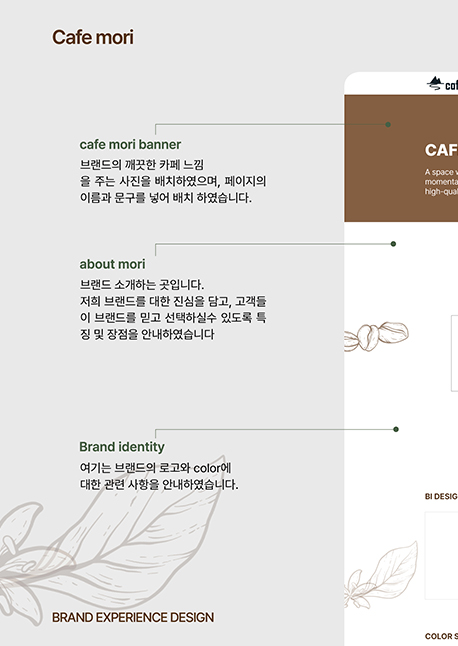 Cafe mori
cafe mori banner
브랜드의 깨끗한 카페 느낌
을 주는 사진을 배치하였으며, 페이지의
이름과 문구를 넣어 배치 하였습니다.
about mori
브랜드 소개하는 곳입니다.
저희 브랜드를 대한 진심을 담고, 고객들
이 브랜드를 믿고 선택하실수 있도록 특
징 및 장점을 안내하였습니다
Brand identity
여기는 브랜드의 로고와 color에
대한 관련 사항을 안내하였습니다.
BRAND EXPERIENCE DESIGN
caf
CAF
A space w
momenta
high-qual
BI DESIG
COLOR S